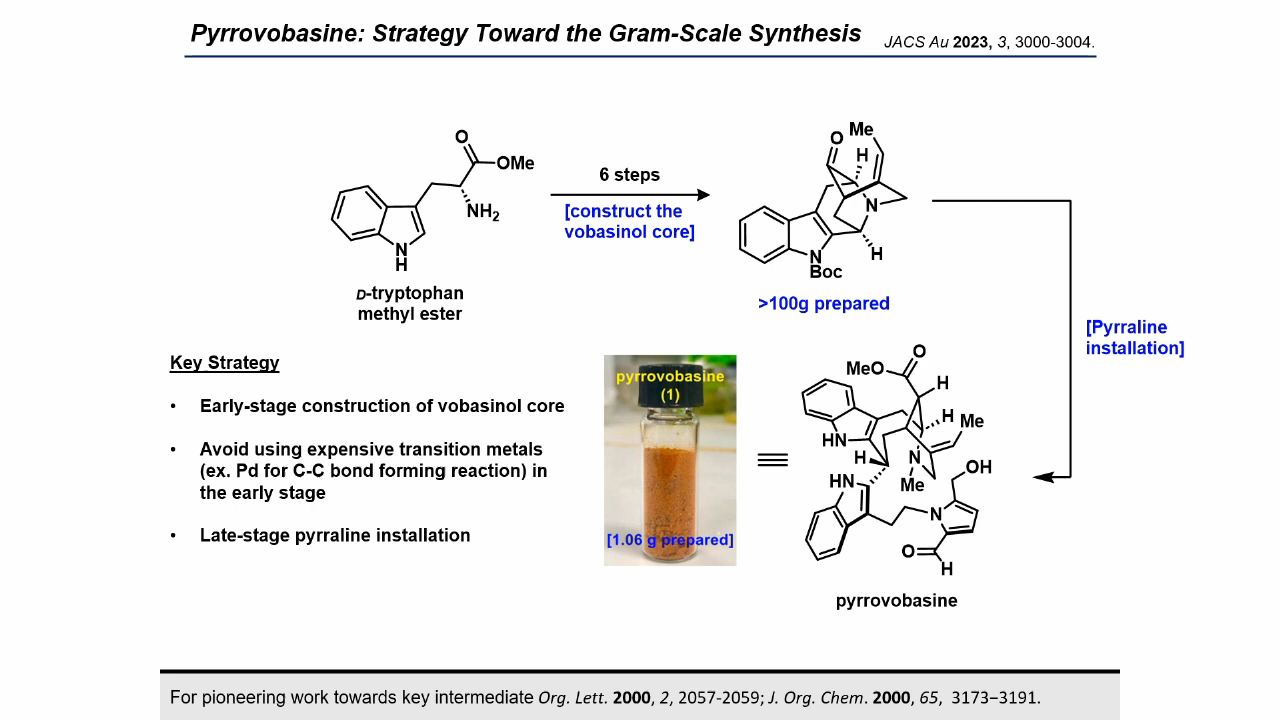 Pyrrovobasine: Strategy Toward the Gram-Scale Synthesis
JACS Au 2023, 3, 3000-3004.
O
OMe
NH2
N
H
D-tryptophan
methyl ester
6 steps
[construct the
vobasinol core]
Me
O
H
N
H
N
Boc
>100g prepared
[Pyrraline
installation]
Key Strategy
• Early-stage construction of vobasinol core
• Avoid using expensive transition metals
(ex. Pd for C-C bond forming reaction) in
the early stage
• Late-stage pyrraline installation
pyrrovobasine
(1)
[1.06 g prepared]
O
MeO
H
H
Me
HN
H
N
Me
OH
HN
N
O
H
pyrrovobasine
For pioneering work towards key intermediate Org. Lett. 2000, 2, 2057-2059; J. Org. Chem. 2000, 65, 3173−3191.